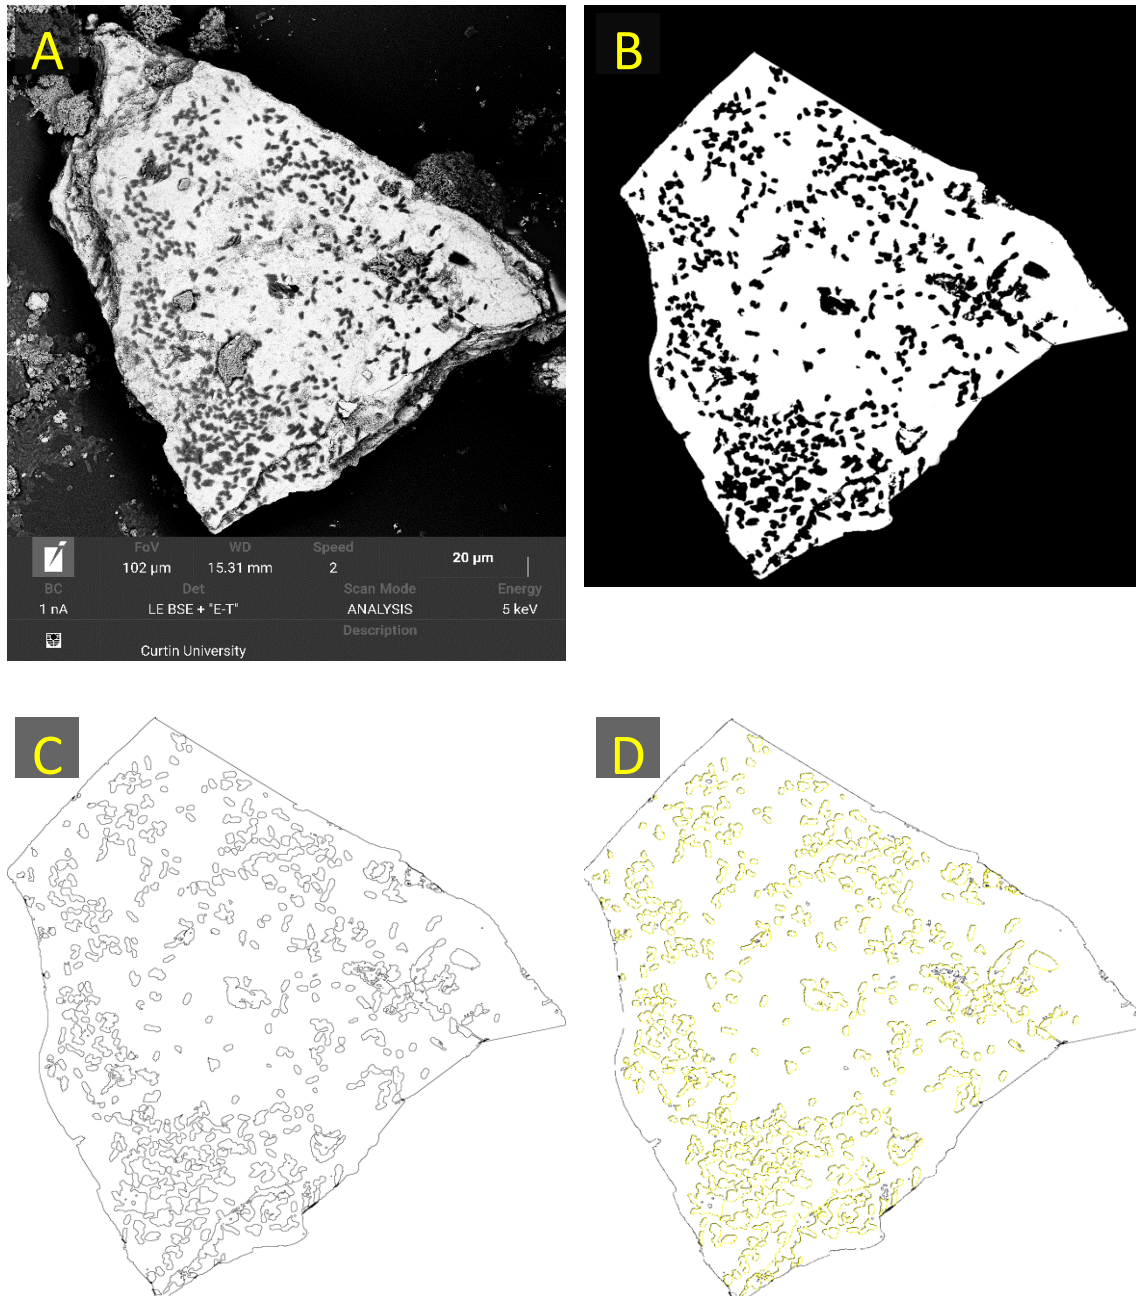 A
B
FoV WD Speed
102 µm 15.31 mm 2 20 µm
BC Det Scan Mode Energy
1 nA LE BSE + "E-T" ANALYSIS 5 keV
Description
Curtin University
C
D